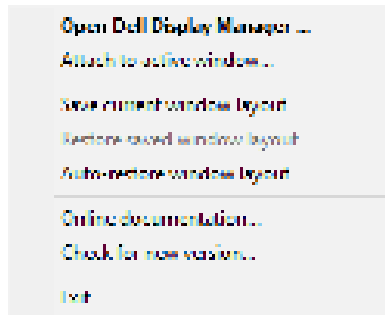 Open Dell Display Manager ...
Attach to active window...
Save current window layout
Restore saved window layout
Auto-restore window layout
Online documentation...
Check for new version...
Exit